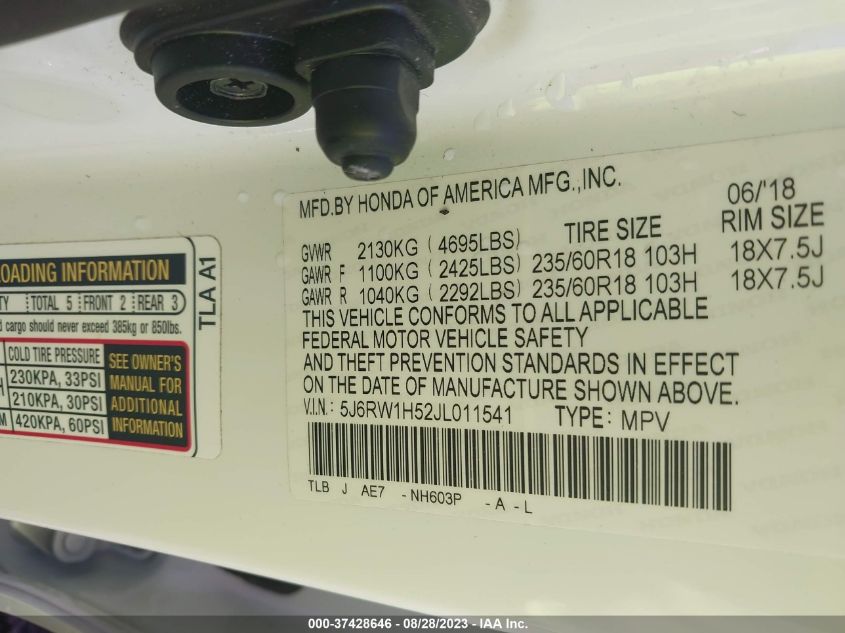 MFD.BY HONDA OF AMERICA MFG.,INC. 06/'18
TIRE SIZE RIM SIZE
GVWR 2130KG (4695LBS)
GAWR F 1100KG (2425LBS) 235/60R18 103H 18X7.5J
GAWR R 1040KG (2292LBS) 235/60R18 103H 18X7.5J
THIS VEHICLE CONFORMS TO ALL APPLICABLE
FEDERAL MOTOR VEHICLE SAFETY
AND THEFT PREVENTION STANDARDS IN EFFECT
ON THE DATE OF MANUFACTURE SHOWN ABOVE.
V.I.N.: 5J6RW1H52JL011541 TYPE: MPV
TLB J AE7 -NH603P -A -L
LOADING INFORMATION
TOTAL 5 FRONT 2 REAR 3
cargo should never exceed 385kg or 850lbs.
COLD TIRE PRESSURE
230KPA, 33PSI
210KPA, 30PSI
420KPA, 60PSI
SEE OWNER'S
MANUAL FOR
ADDITIONAL
INFORMATION
TLA A1
000-37428646 - 08/28/2023 - IAA Inc.